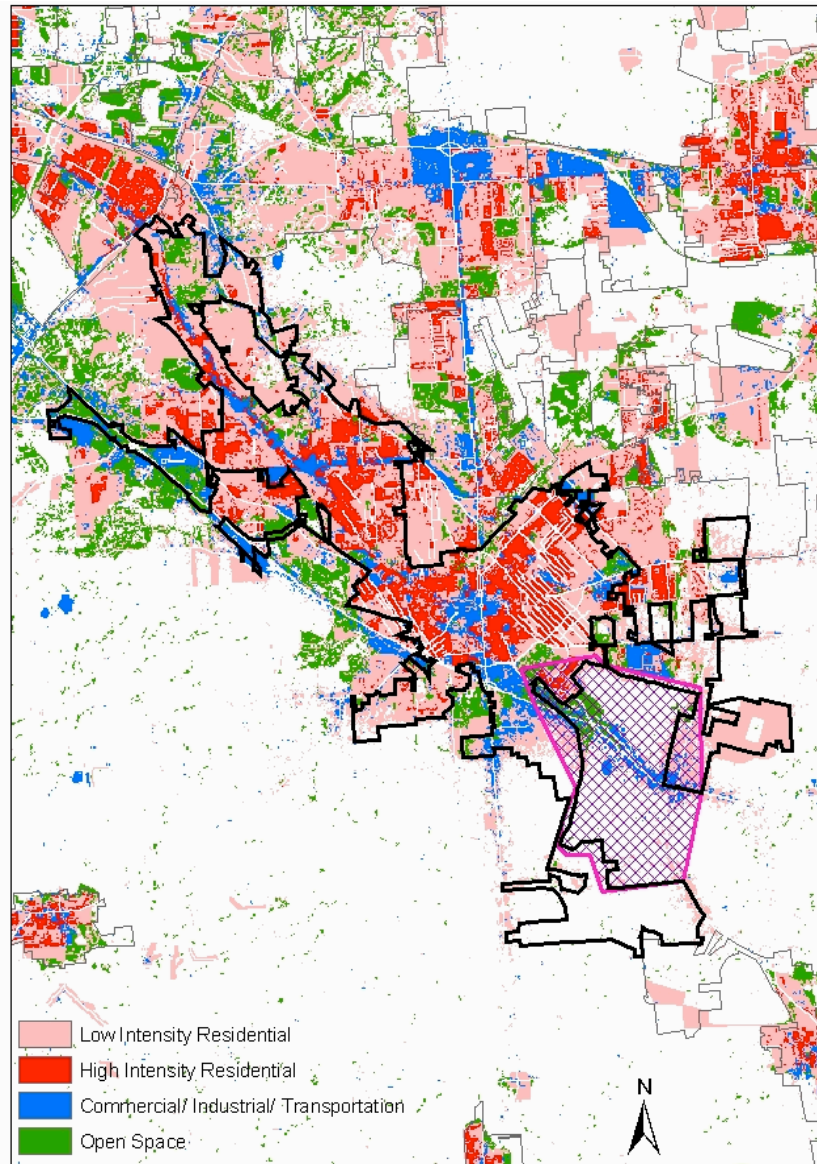 Low Intensity Residential
High Intensity Residential
Commercial/ Industrial/ Transportation
Open Space
N